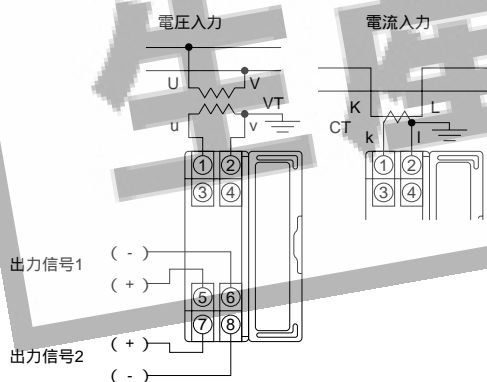 電圧入力
電流入力
U V
VT
u v
K L
CT
k l
1 2
3 4
1 2
3 4
出力信号1
( - )
( + )
5 6
7 8
出力信号2
( + )
( - )